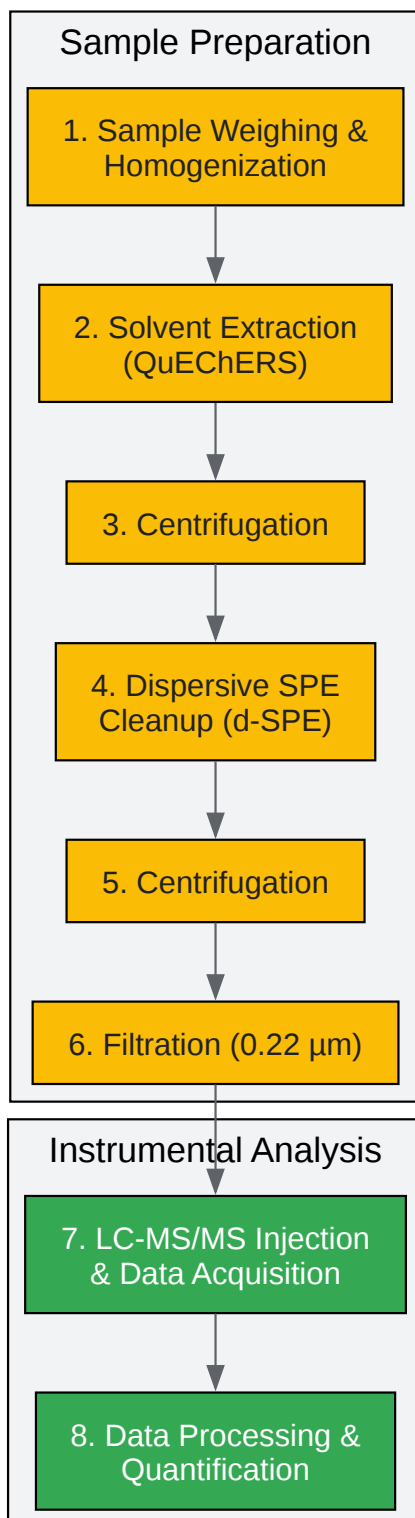 Sample Preparation
1. Sample Weighing &
Homogenization
2. Solvent Extraction
(QuEChERS)
3. Centrifugation
4. Dispersive SPE
Cleanup (d-SPE)
5. Centrifugation
6. Filtration (0.22 µm)
Instrumental Analysis
7. LC-MS/MS Injection
& Data Acquisition
8. Data Processing &
Quantification